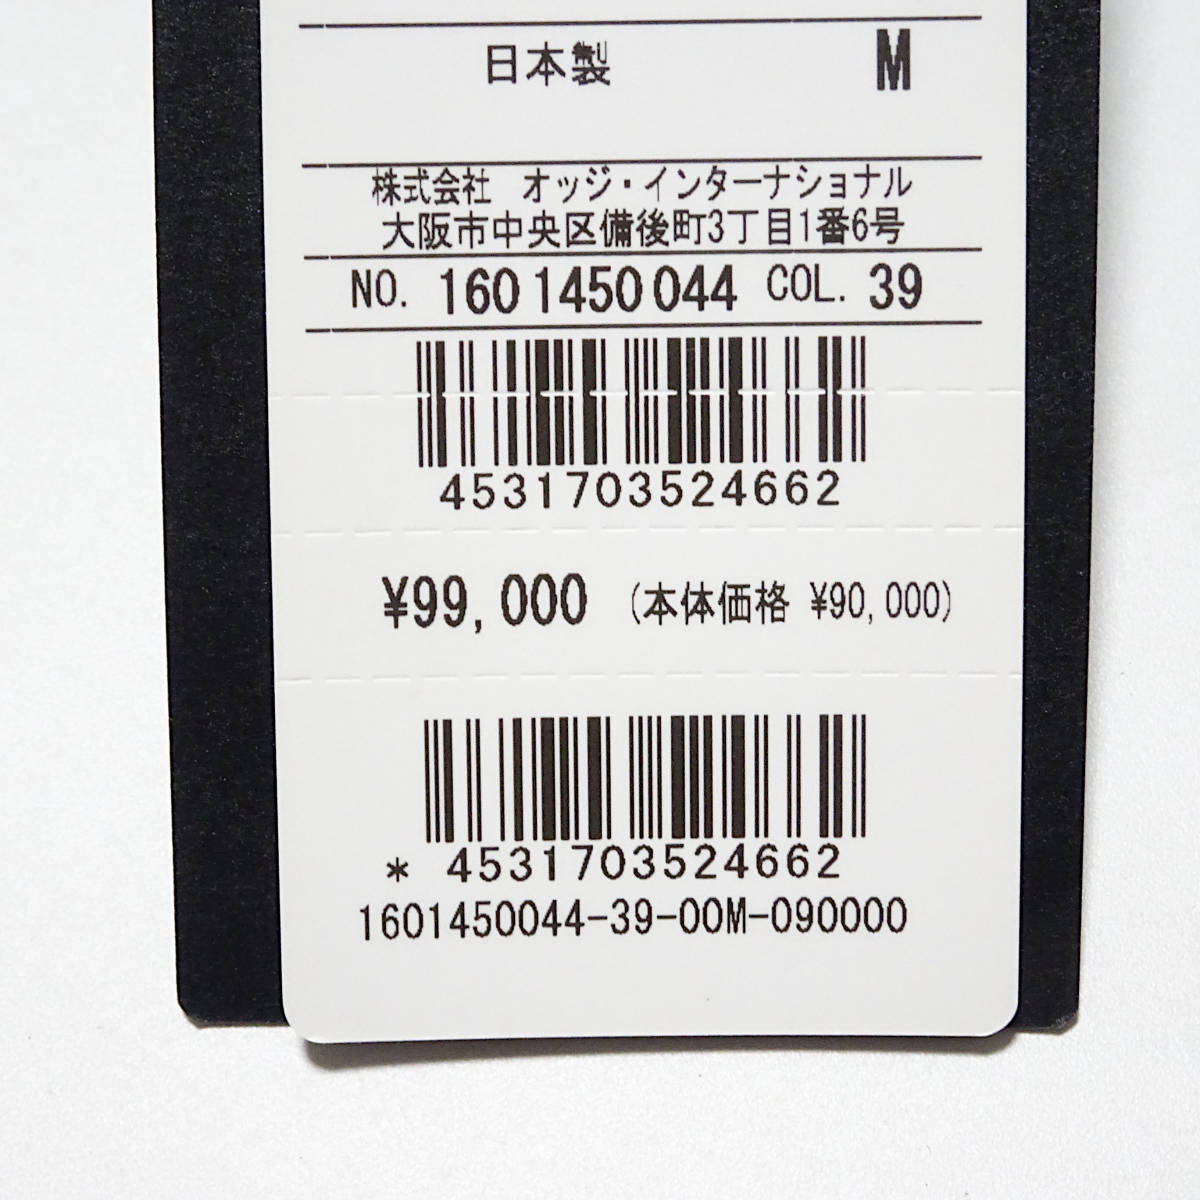 日本製 M
株式会社 オッジ・インターナショナル
大阪市中央区備後町3丁目1番6号
NO. 160 1450 044 COL. 39
4531703524662
¥99,000 (本体価格 ¥90,000)
* 4531703524662
1601450044-39-00M-090000